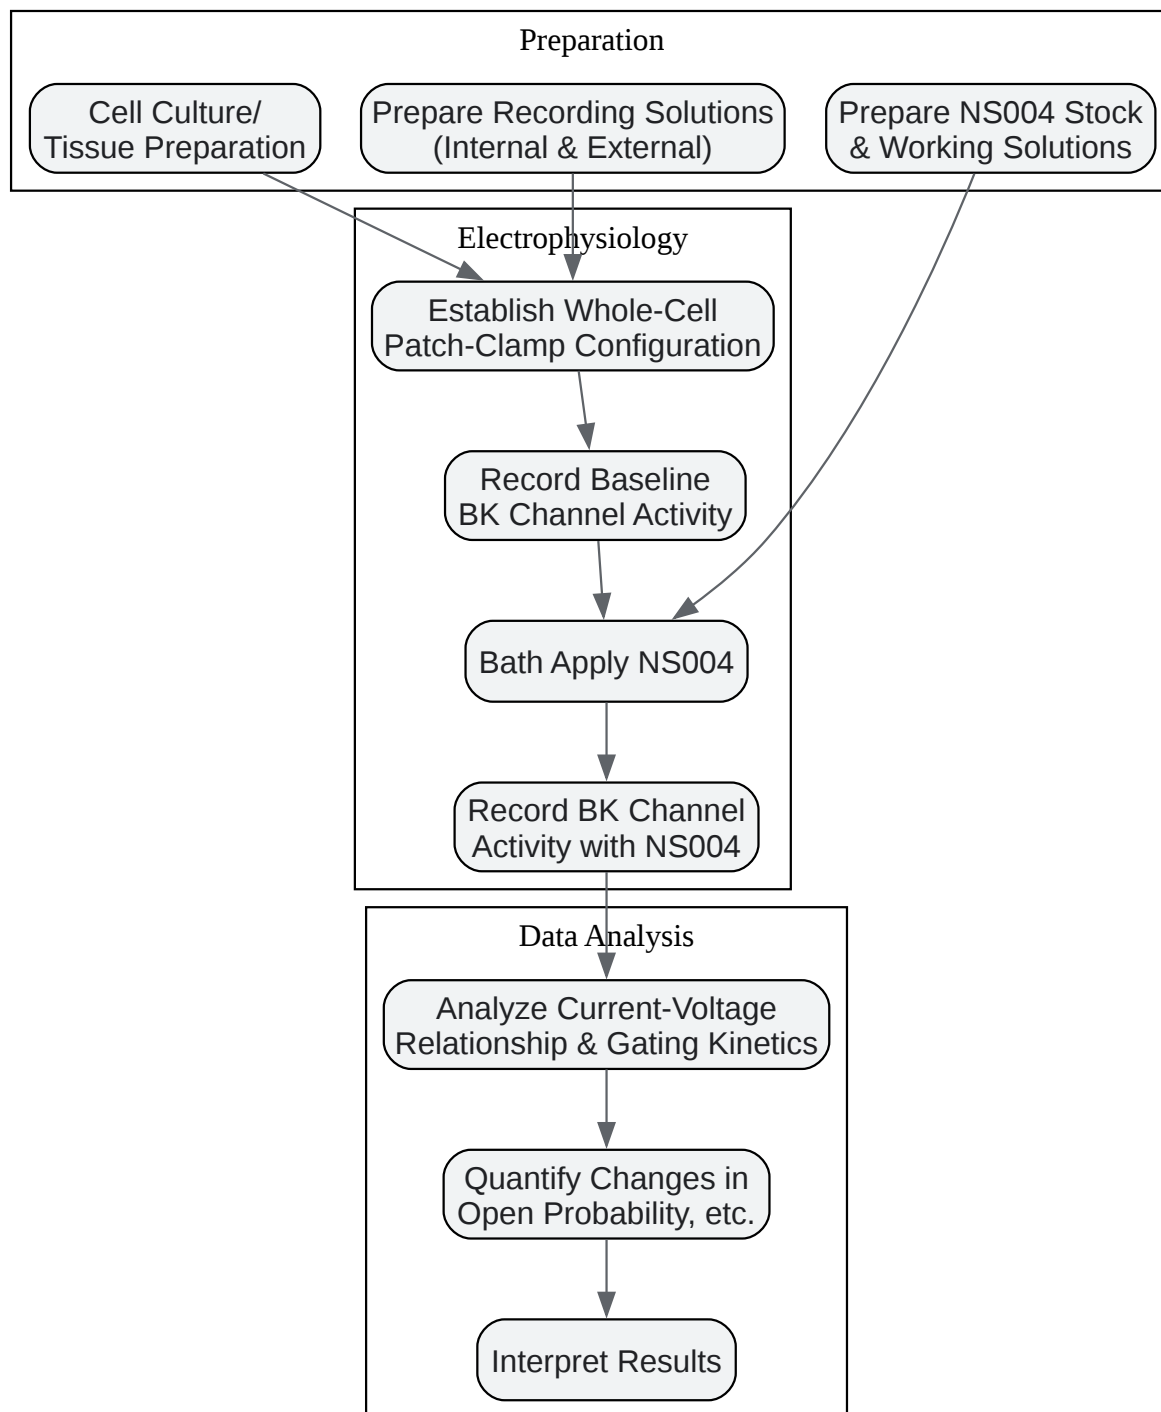 Preparation
Cell Culture/
Tissue Preparation
Prepare Recording Solutions
(Internal & External)
Prepare NS004 Stock
& Working Solutions
Electrophysiology
Establish Whole-Cell
Patch-Clamp Configuration
Record Baseline
BK Channel Activity
Bath Apply NS004
Record BK Channel
Activity with NS004
Data Analysis
Analyze Current-Voltage
Relationship & Gating Kinetics
Quantify Changes in
Open Probability, etc.
Interpret Results